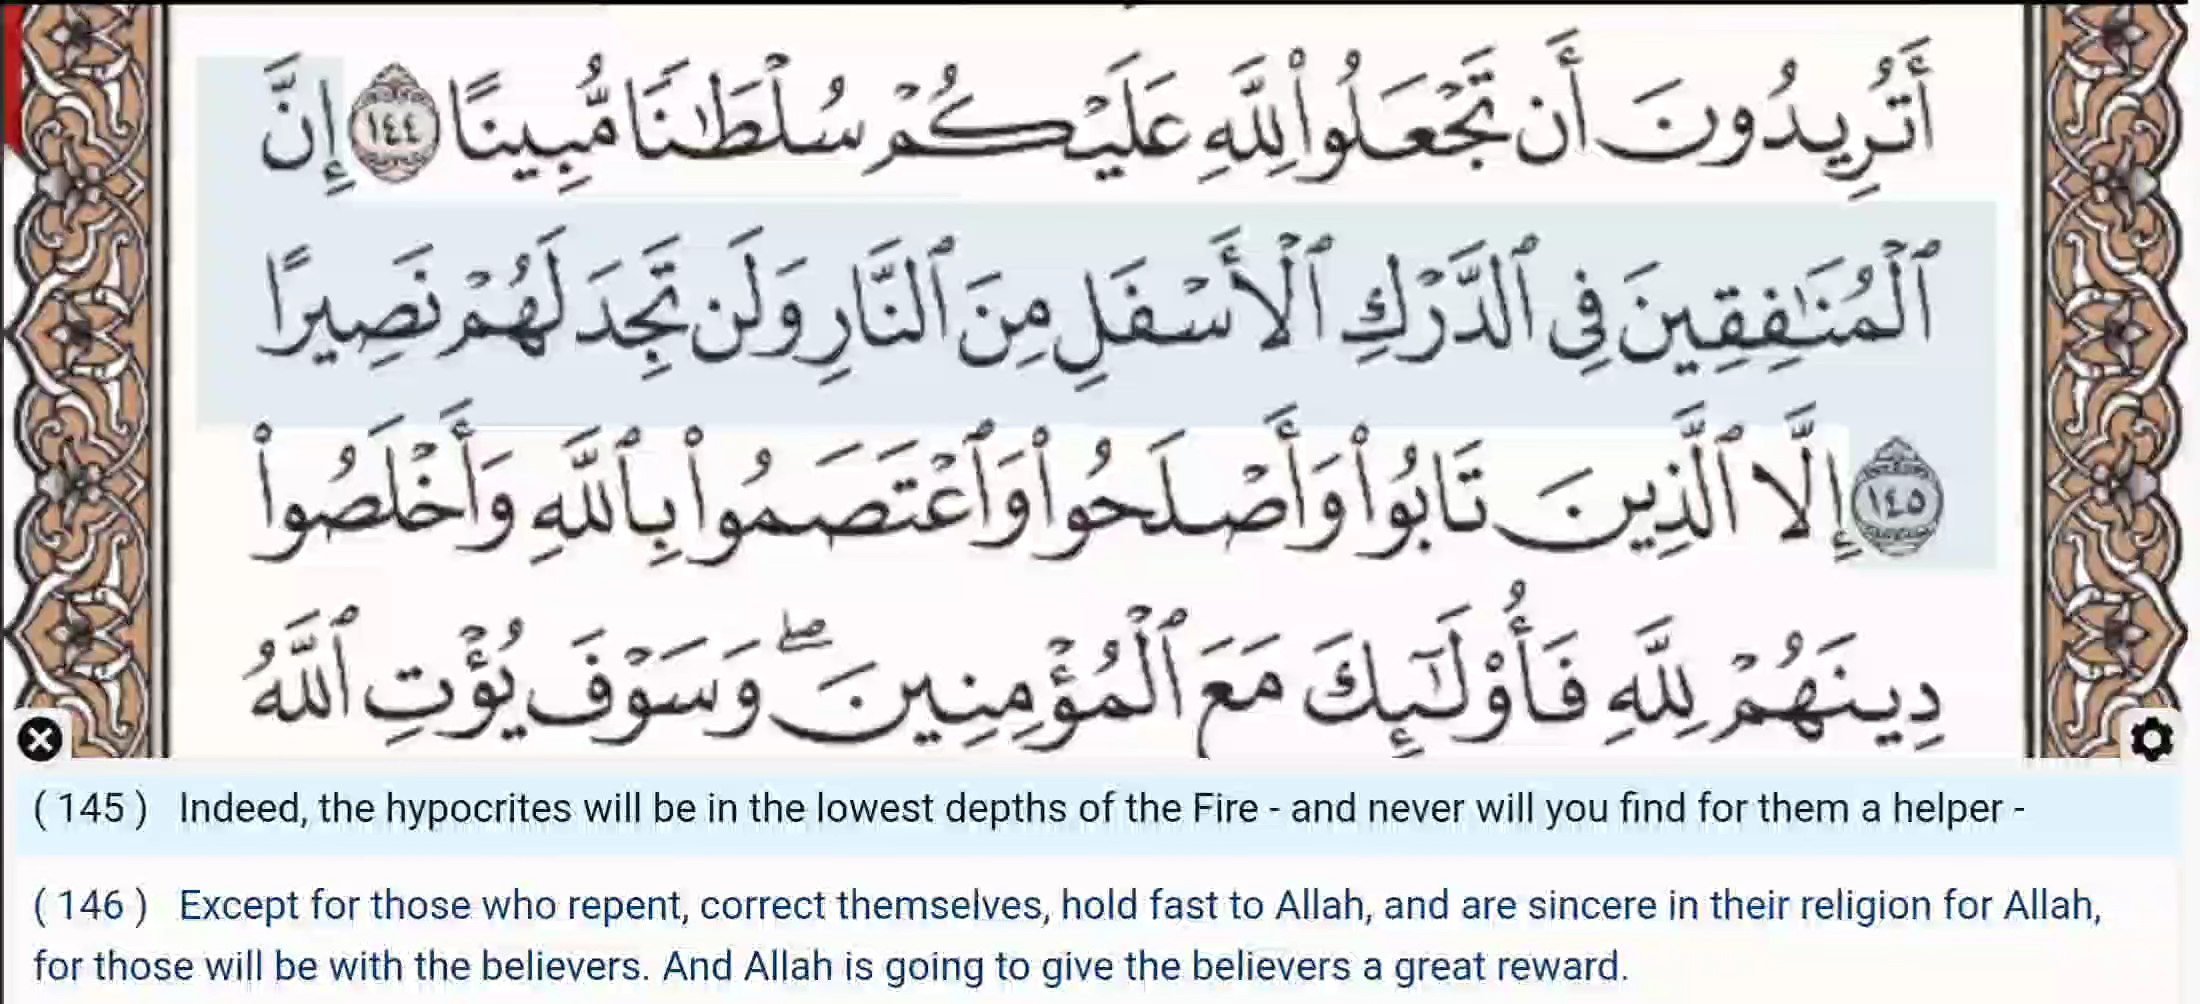 أَتُرِيدُونَ أَن تَجْعَلُوا۟ لِلَّهِ عَلَيْكُمْ سُلْطَـٰنًا مُّبِينًا ١٤٤ إِنَّ
ٱلْمُنَـٰفِقِينَ فِى ٱلدَّرْكِ ٱلْأَسْفَلِ مِنَ ٱلنَّارِ وَلَن تَجِدَ لَهُمْ نَصِيرًا
١٤٥ إِلَّا ٱلَّذِينَ تَابُوا۟ وَأَصْلَحُوا۟ وَٱعْتَصَمُوا۟ بِٱللَّهِ وَأَخْلَصُوا۟
دِينَهُمْ لِلَّهِ فَأُو۟لَـٰٓئِكَ مَعَ ٱلْمُؤْمِنِينَ ۖ وَسَوْفَ يُؤْتِ ٱللَّهُ
( 145 ) Indeed, the hypocrites will be in the lowest depths of the Fire - and never will you find for them a helper -
( 146 ) Except for those who repent, correct themselves, hold fast to Allah, and are sincere in their religion for Allah,
for those will be with the believers. And Allah is going to give the believers a great reward.